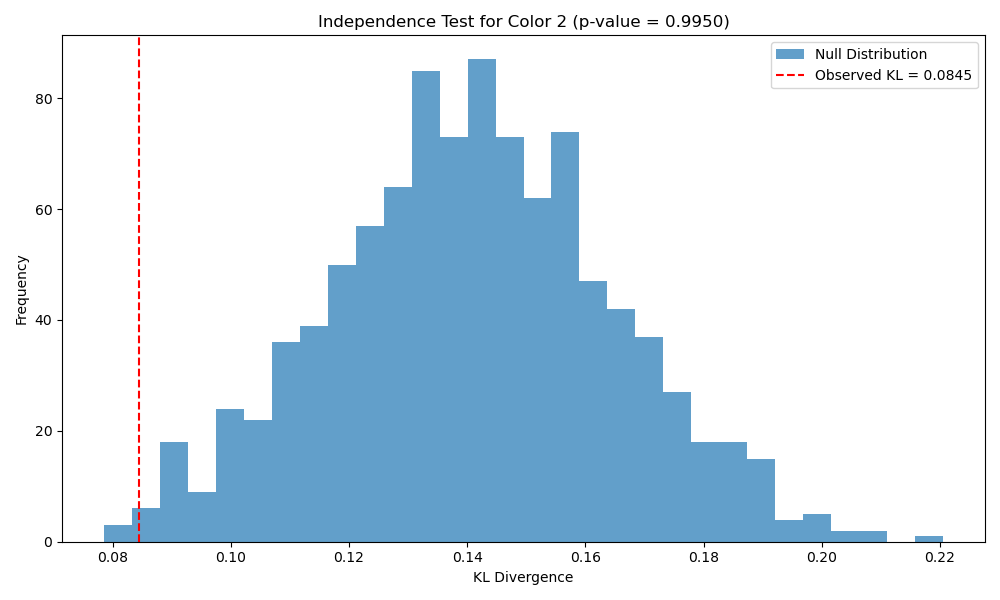 Independence Test for Color 2 (p-value = 0.9950)
Null Distribution
Observed KL = 0.0845
Frequency
80
60
40
20
0
0.08 0.10 0.12 0.14 0.16 0.18 0.20 0.22
KL Divergence